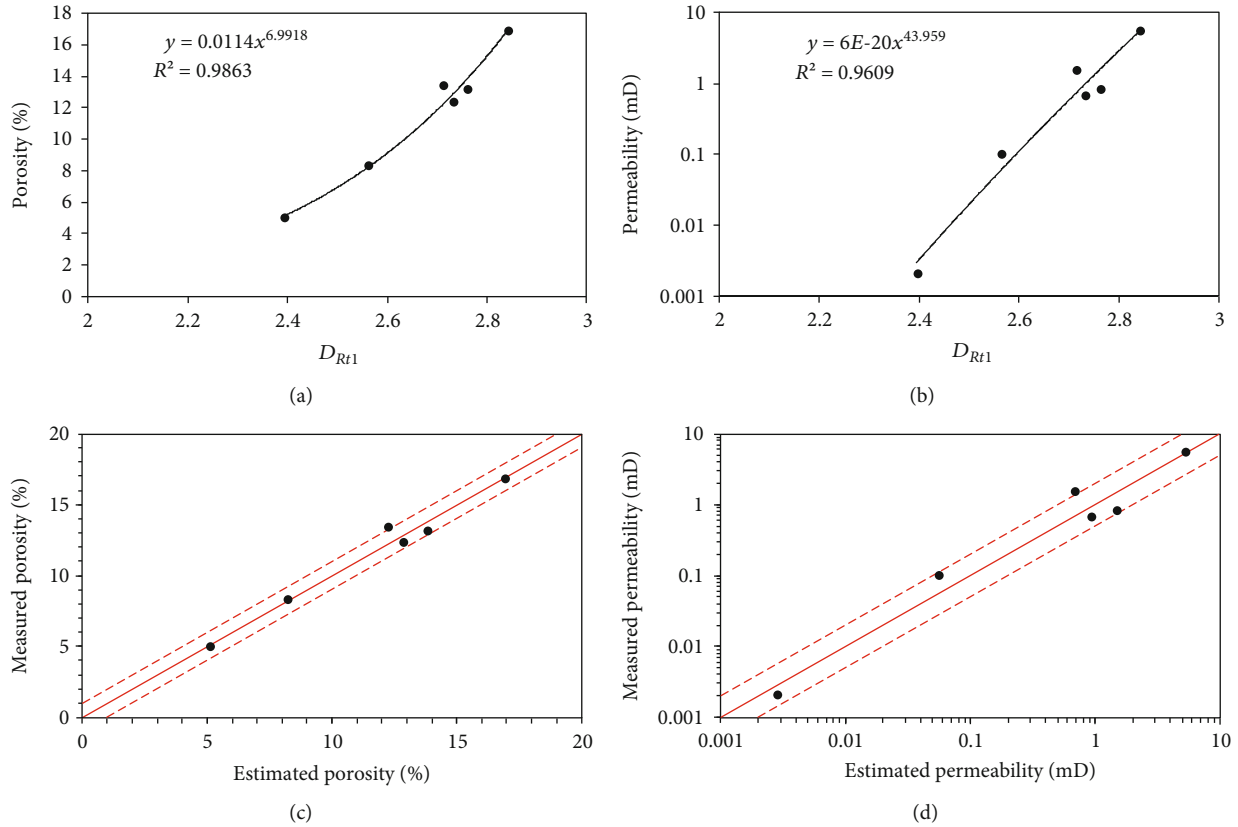 18
16
14
12
10
8
6
4
2
0
Porosity (%)
y = 0.0114x^6.9918
R² = 0.9863
2
2.2
2.4
2.6
2.8
3
D_Rt1
(a)
10
1
0.1
0.01
0.001
Permeability (mD)
y = 6E-20x^43.959
R² = 0.9609
2
2.2
2.4
2.6
2.8
3
D_Rt1
(b)
20
15
10
5
0
Measured porosity (%)
0
5
10
15
20
Estimated porosity (%)
(c)
10
1
0.1
0.01
0.001
Measured permeability (mD)
0.001
0.01
0.1
1
10
Estimated permeability (mD)
(d)